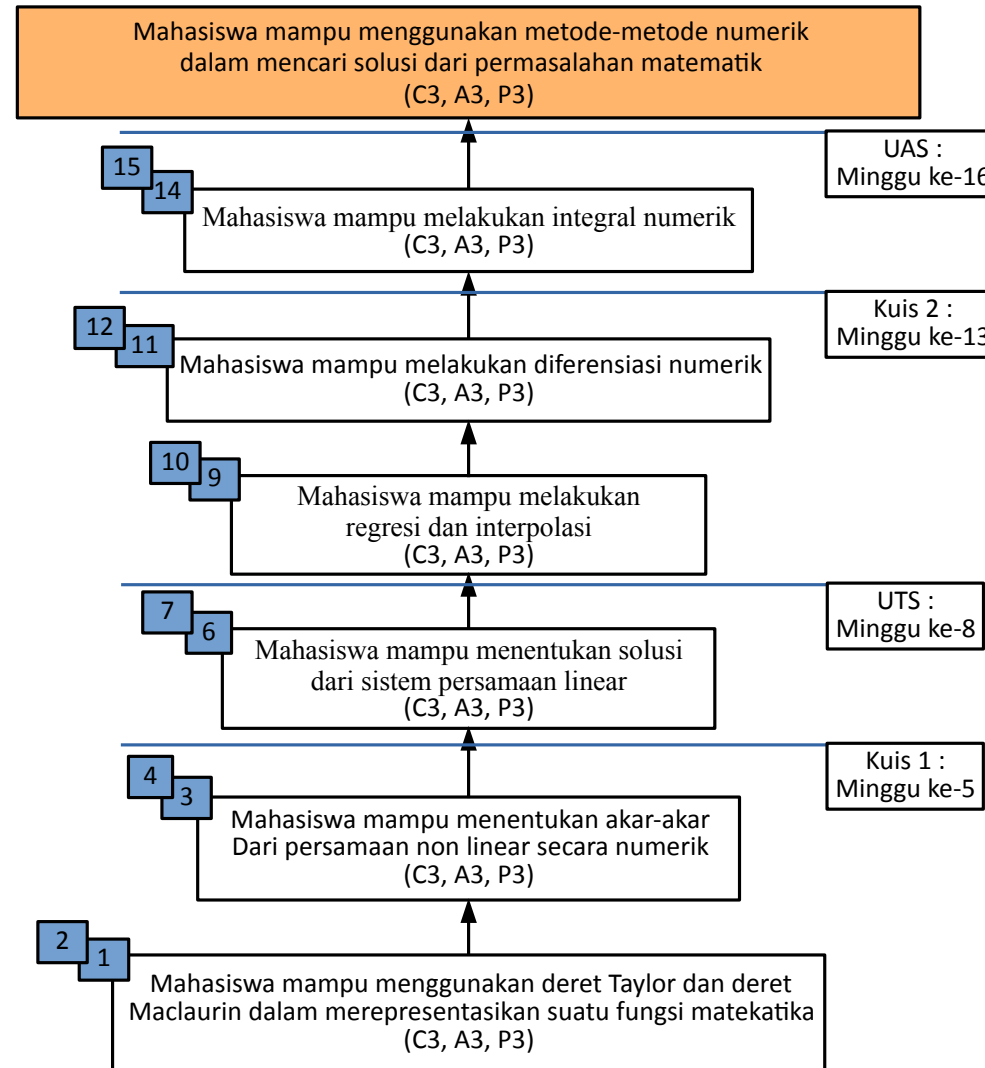 Mahasiswa mampu menggunakan metode-metode numerik
dalam mencari solusi dari permasalahan matematik
(C3, A3, P3)
UAS :
Minggu ke-16
15
14
Mahasiswa mampu melakukan integral numerik
(C3, A3, P3)
Kuis 2 :
Minggu ke-13
12
11
Mahasiswa mampu melakukan diferensiasi numerik
(C3, A3, P3)
10
9
Mahasiswa mampu melakukan
regresi dan interpolasi
(C3, A3, P3)
UTS :
Minggu ke-8
7
6
Mahasiswa mampu menentukan solusi
dari sistem persamaan linear
(C3, A3, P3)
Kuis 1 :
Minggu ke-5
4
3
Mahasiswa mampu menentukan akar-akar
Dari persamaan non linear secara numerik
(C3, A3, P3)
2
1
Mahasiswa mampu menggunakan deret Taylor dan deret
Maclaurin dalam merepresentasikan suatu fungsi matekatika
(C3, A3, P3)